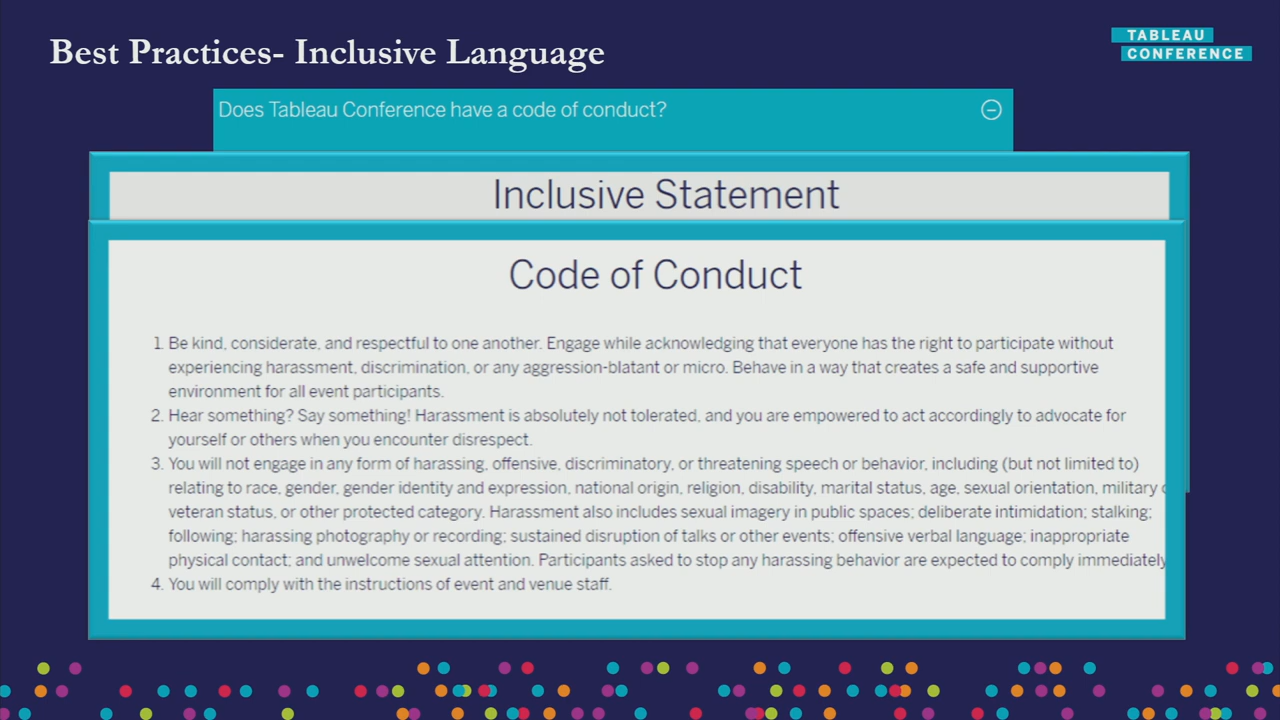 Best Practices- Inclusive Language
TABLEAU
CONFERENCE
Does Tableau Conference have a code of conduct?
Inclusive Statement
Code of Conduct
1. Be kind, considerate, and respectful to one another. Engage while acknowledging that everyone has the right to participate without
experiencing harassment, discrimination, or any aggression-blatant or micro. Behave in a way that creates a safe and supportive
environment for all event participants.
2. Hear something? Say something! Harassment is absolutely not tolerated, and you are empowered to act accordingly to advocate for
yourself or others when you encounter disrespect.
3. You will not engage in any form of harassing, offensive, discriminatory, or threatening speech or behavior, including (but not limited to)
relating to race, gender, gender identity and expression, national origin, religion, disability, marital status, age, sexual orientation, military
veteran status, or other protected category. Harassment also includes sexual imagery in public spaces; deliberate intimidation; stalking;
following; harassing photography or recording; sustained disruption of talks or other events; offensive verbal language; inappropriate
physical contact; and unwelcome sexual attention. Participants asked to stop any harassing behavior are expected to comply immediately
4. You will comply with the instructions of event and venue staff.